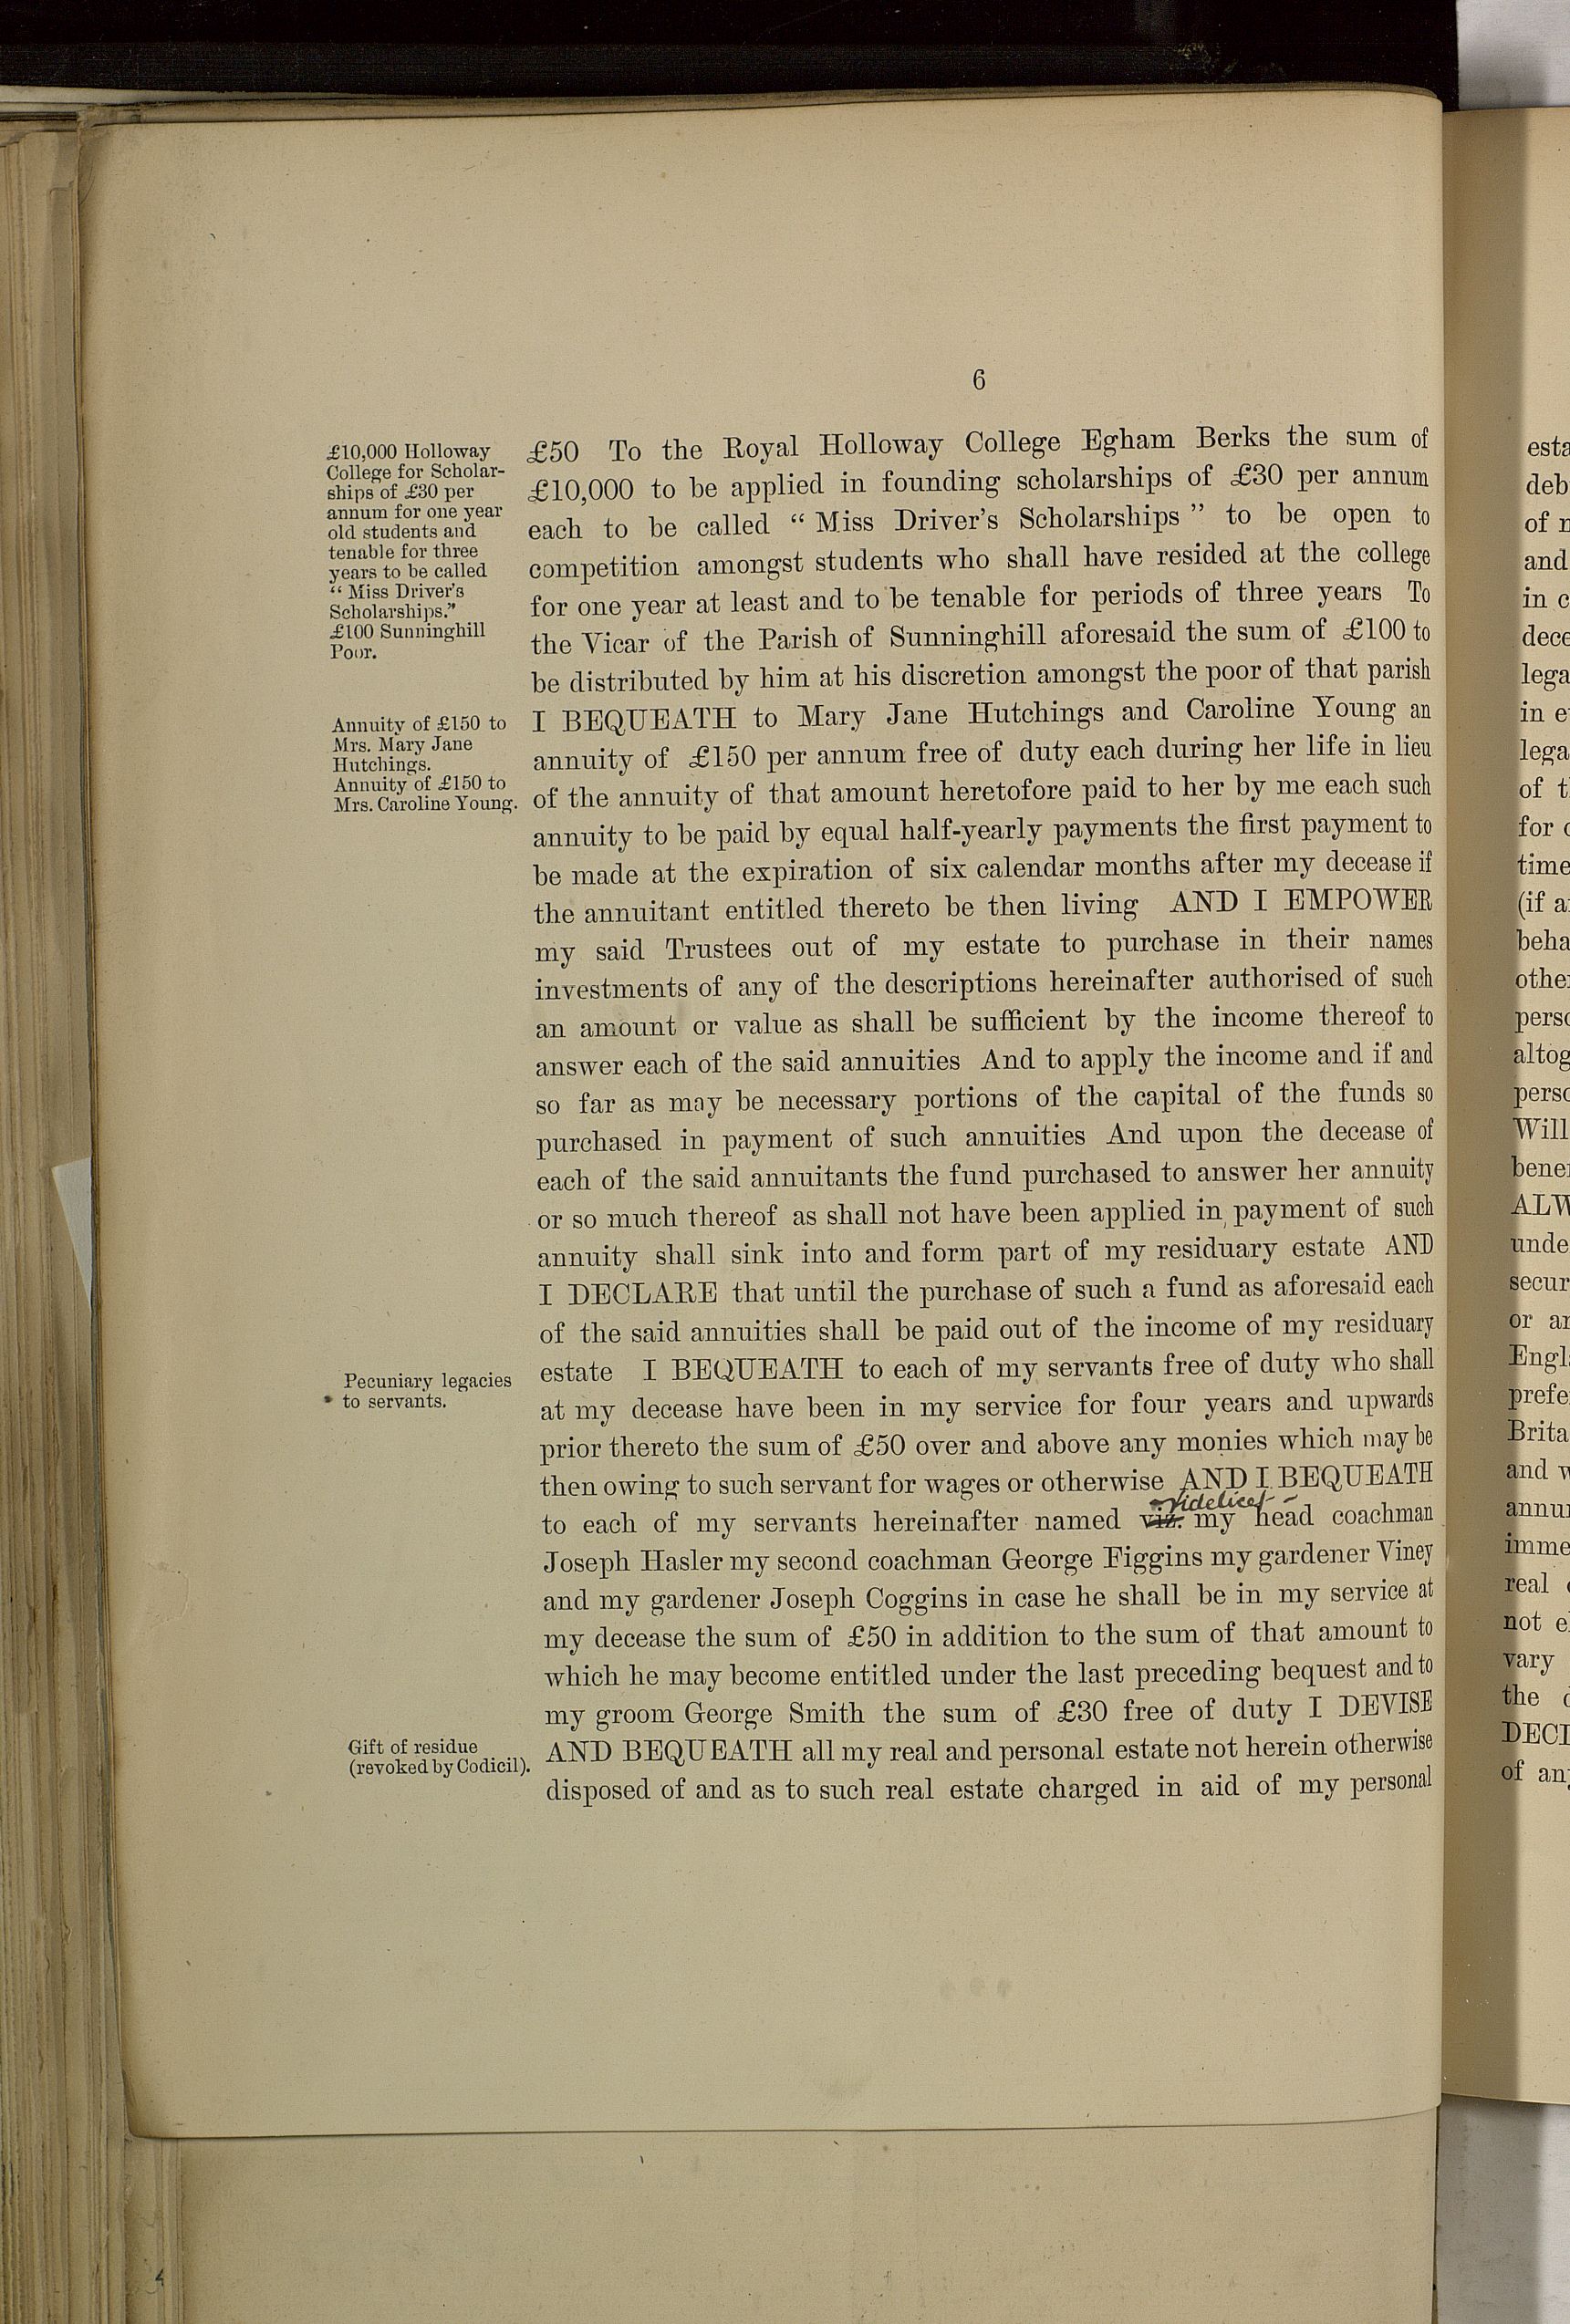 6
£10,000 Holloway
College for Scholar-
ships of £30 per
annum for one year
old students and
tenable for three
years to be called
“ Miss Driver's
Scholarships.”
£100 Sunninghill
Poor.
Annuity of £150 to
Mrs. Mary Jane
Hutchings.
Annuity of £150 to
Mrs. Caroline Young.
Pecuniary legacies
to servants.
Gift of residue
(revoked by Codicil).
£50 To the Royal Holloway College Egham Berks the sum of
£10,000 to be applied in founding scholarships of £30 per annum
each to be called “ Miss Driver's Scholarships ” to be open to
competition amongst students who shall have resided at the college
for one year at least and to be tenable for periods of three years To
the Vicar of the Parish of Sunninghill aforesaid the sum of £100 to
be distributed by him at his discretion amongst the poor of that parish
I BEQUEATH to Mary Jane Hutchings and Caroline Young an
annuity of £150 per annum free of duty each during her life in lieu
of the annuity of that amount heretofore paid to her by me each such
annuity to be paid by equal half-yearly payments the first payment to
be made at the expiration of six calendar months after my decease if
the annuitant entitled thereto be then living AND I EMPOWER
my said Trustees out of my estate to purchase in their names
investments of any of the descriptions hereinafter authorised of such
an amount or value as shall be sufficient by the income thereof to
answer each of the said annuities And to apply the income and if and
so far as may be necessary portions of the capital of the funds so
purchased in payment of such annuities And upon the decease of
each of the said annuitants the fund purchased to answer her annuity
or so much thereof as shall not have been applied in payment of such
annuity shall sink into and form part of my residuary estate AND
I DECLARE that until the purchase of such a fund as aforesaid each
of the said annuities shall be paid out of the income of my residuary
estate I BEQUEATH to each of my servants free of duty who shall
at my decease have been in my service for four years and upwards
prior thereto the sum of £50 over and above any monies which may be
then owing to such servant for wages or otherwise AND I BEQUEATH
videlicet
to each of my servants hereinafter named viz. my head coachman
Joseph Hasler my second coachman George Figgins my gardener Viney
and my gardener Joseph Coggins in case he shall be in my service at
my decease the sum of £50 in addition to the sum of that amount to
which he may become entitled under the last preceding bequest and to
my groom George Smith the sum of £30 free of duty I DEVISE
AND BEQUEATH all my real and personal estate not herein otherwise
disposed of and as to such real estate charged in aid of my personal